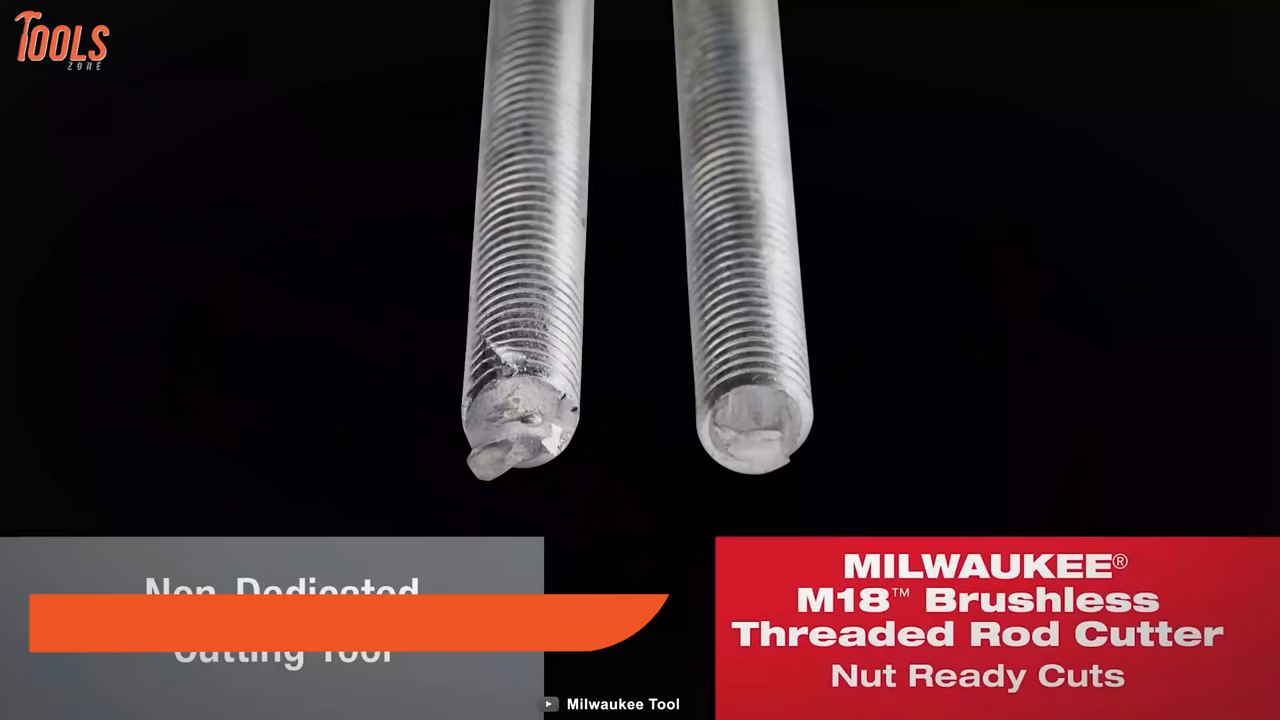 TOOLS
ZONE
Non-Dedicated
Cutting Tool
MILWAUKEE®
M18™ Brushless
Threaded Rod Cutter
Nut Ready Cuts
Milwaukee Tool